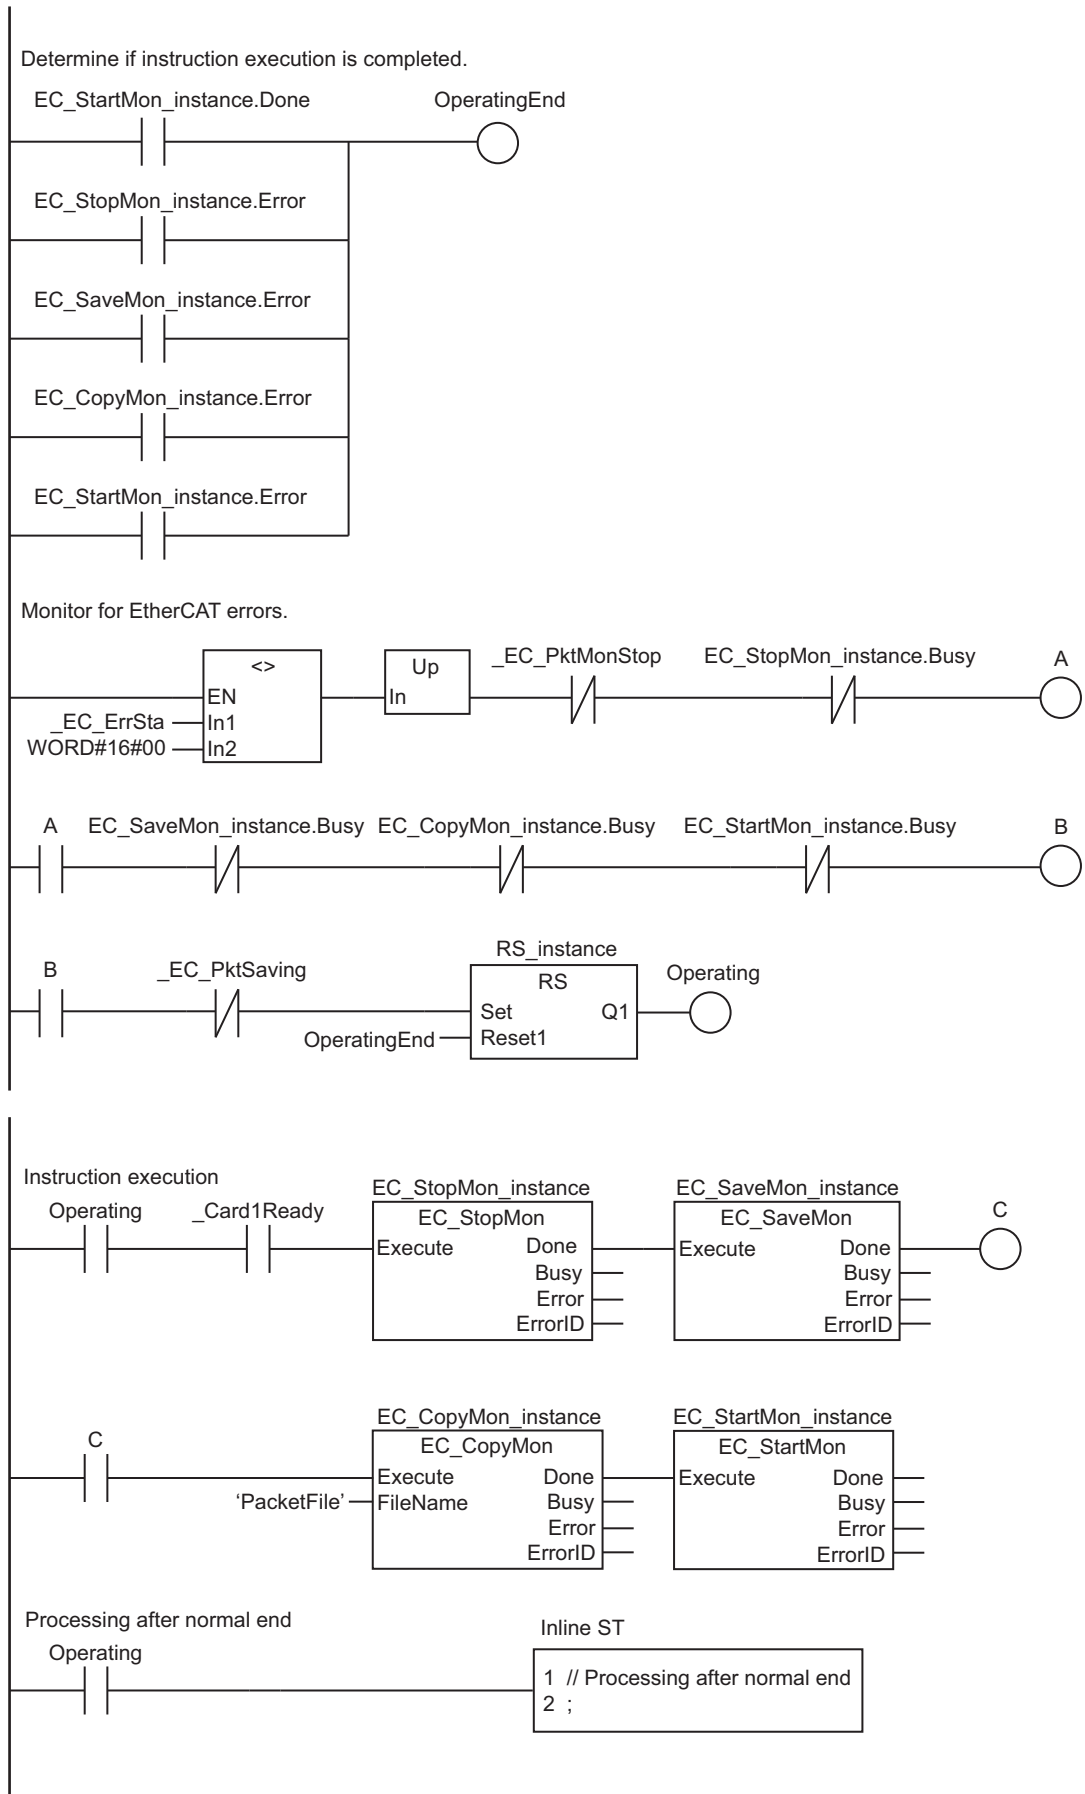 Determine if instruction execution is completed.
EC_StartMon_instance.Done OperatingEnd
EC_StopMon_instance.Error
EC_SaveMon_instance.Error
EC_CopyMon_instance.Error
EC_StartMon_instance.Error
Monitor for EtherCAT errors.
<> Up _EC_PktMonStop EC_StopMon_instance.Busy A
EN In
_EC_ErrSta In1
WORD#16#00 In2
A EC_SaveMon_instance.Busy EC_CopyMon_instance.Busy EC_StartMon_instance.Busy B
RS_instance
B _EC_PktSaving RS Operating
Set Q1
OperatingEnd Reset1
Instruction execution
EC_StopMon_instance EC_SaveMon_instance
Operating _Card1Ready EC_StopMon EC_SaveMon C
Execute Done Execute Done
Busy Busy
Error Error
ErrorID ErrorID
EC_CopyMon_instance EC_StartMon_instance
C EC_CopyMon EC_StartMon
Execute Done Execute Done
‘PacketFile’ FileName Busy Busy
Error Error
ErrorID ErrorID
Processing after normal end
Inline ST
Operating
1 // Processing after normal end
2 ;